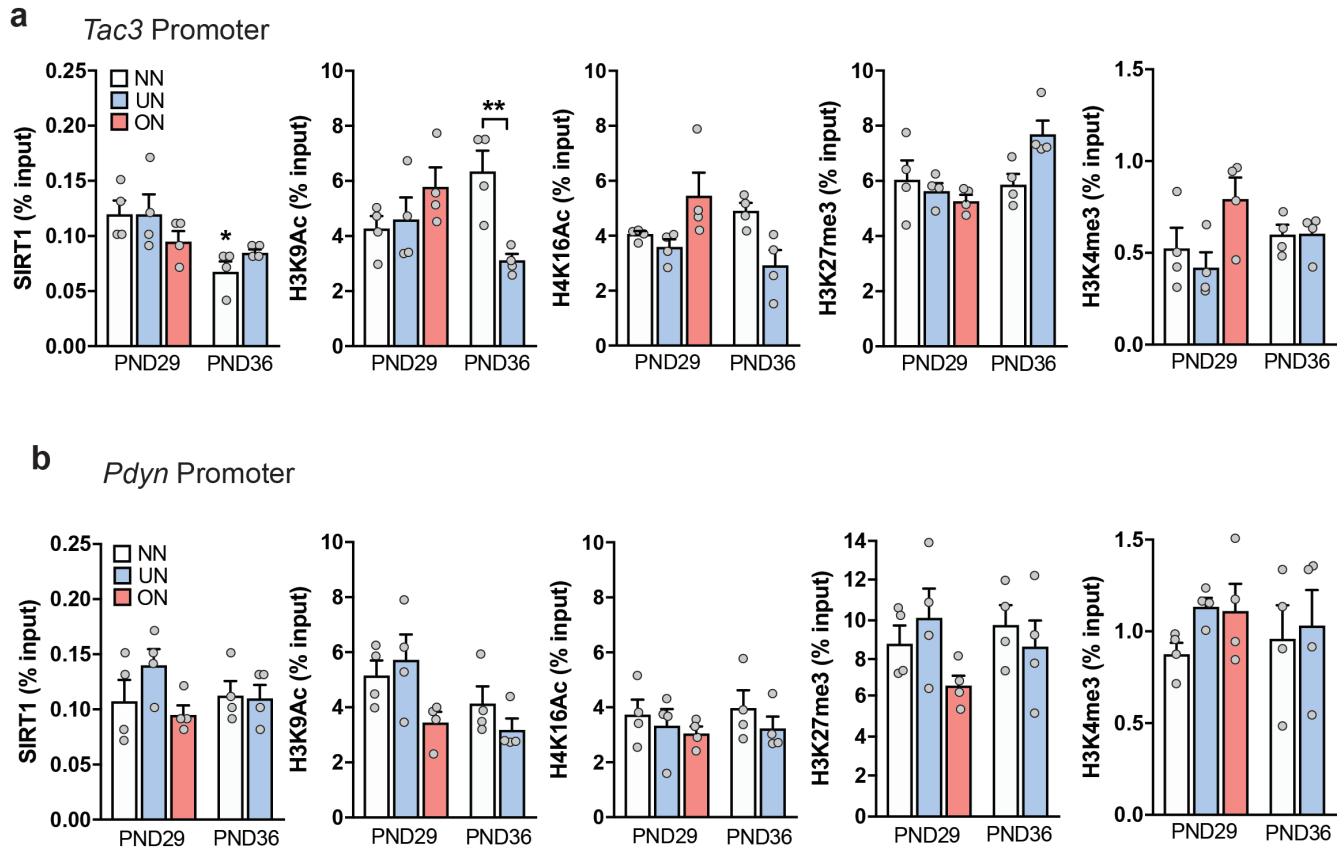 a
Tac3 Promoter
SIRT1 (% input)
0.25
0.20
0.15
0.10
0.05
0.00
NN
UN
ON
*
PND29 PND36
H3K9Ac (% input)
10
8
6
4
2
0
**
PND29 PND36
H4K16Ac (% input)
10
8
6
4
2
0
PND29 PND36
H3K27me3 (% input)
10
8
6
4
2
0
PND29 PND36
H3K4me3 (% input)
1.5
1.0
0.5
0.0
PND29 PND36
b
Pdyn Promoter
SIRT1 (% input)
0.25
0.20
0.15
0.10
0.05
0.00
NN
UN
ON
PND29 PND36
H3K9Ac (% input)
10
8
6
4
2
0
PND29 PND36
H4K16Ac (% input)
10
8
6
4
2
0
PND29 PND36
H3K27me3 (% input)
14
12
10
8
6
4
2
0
PND29 PND36
H3K4me3 (% input)
1.5
1.0
0.5
0.0
PND29 PND36